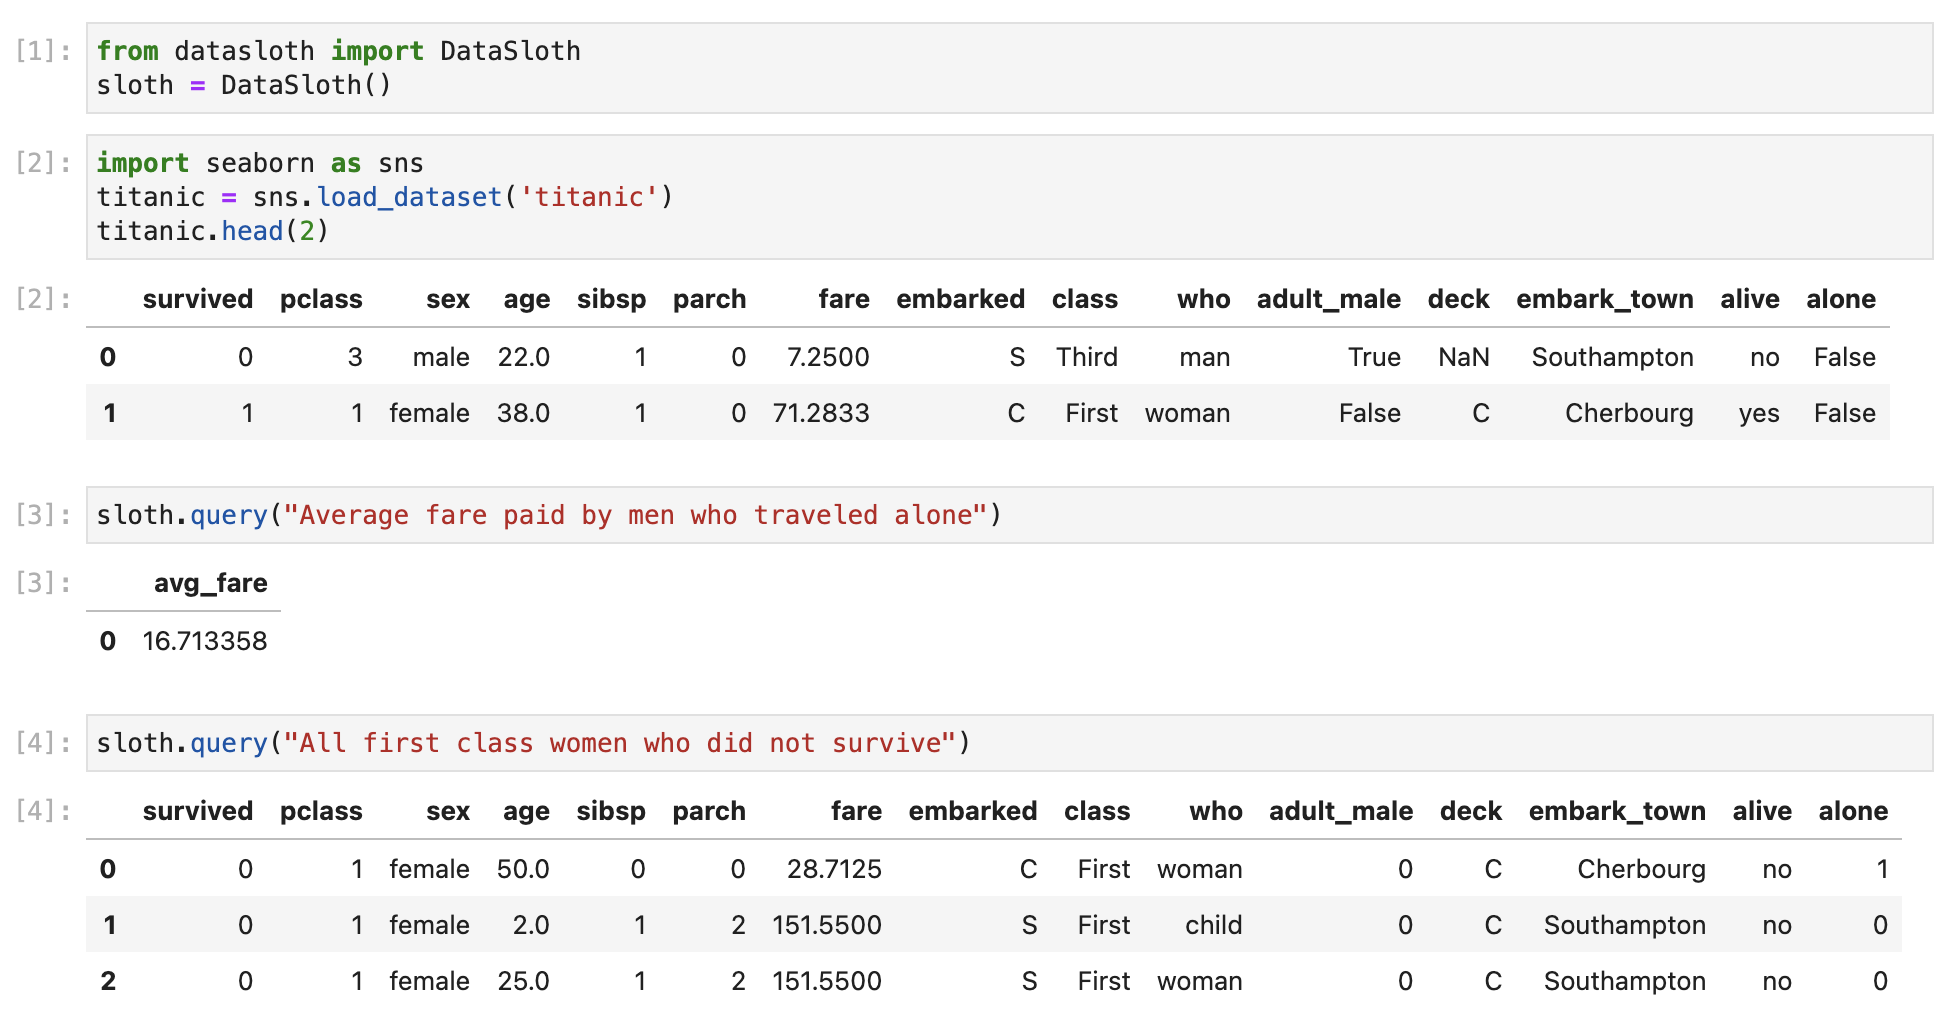 [1]: from datasloth import DataSloth
sloth = DataSloth()
[2]: import seaborn as sns
titanic = sns.load_dataset('titanic')
titanic.head(2)
[2]: survived pclass sex age sibsp parch fare embarked class who adult_male deck embark_town alive alone
0 0 3 male 22.0 1 0 7.2500 S Third man True NaN Southampton no False
1 1 1 female 38.0 1 0 71.2833 C First woman False C Cherbourg yes False
[3]: sloth.query("Average fare paid by men who traveled alone")
[3]: avg_fare
0 16.713358
[4]: sloth.query("All first class women who did not survive")
[4]: survived pclass sex age sibsp parch fare embarked class who adult_male deck embark_town alive alone
0 0 1 female 50.0 0 0 28.7125 C First woman 0 C Cherbourg no 1
1 0 1 female 2.0 1 2 151.5500 S First child 0 C Southampton no 0
2 0 1 female 25.0 1 2 151.5500 S First woman 0 C Southampton no 0